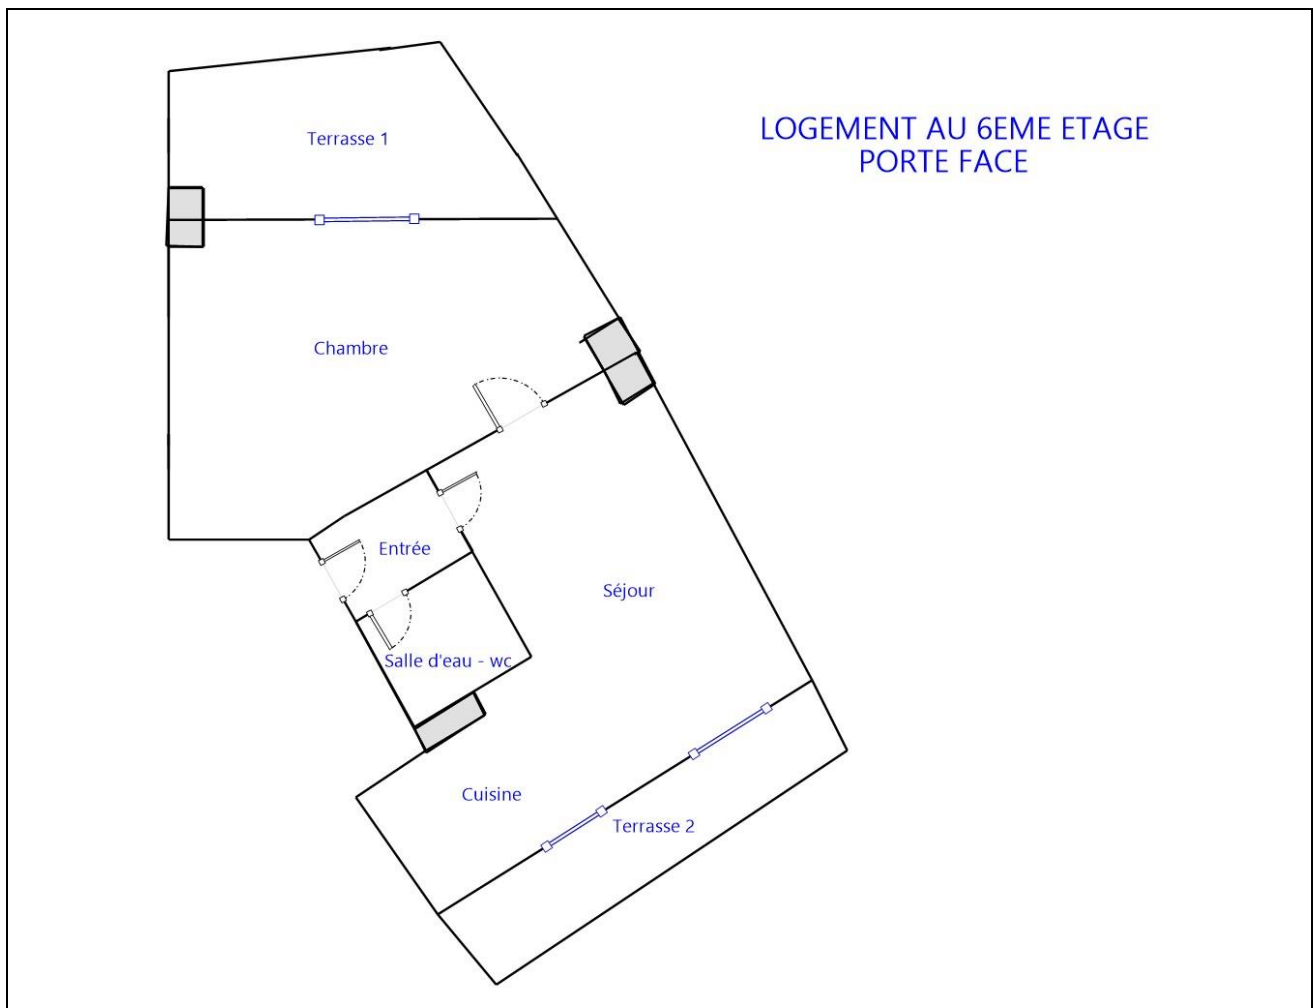 LOGEMENT AU 6EME ETAGE
PORTE FACE
Terrasse 1
Chambre
Entrée
Séjour
Salle d'eau - wc
Cuisine
Terrasse 2